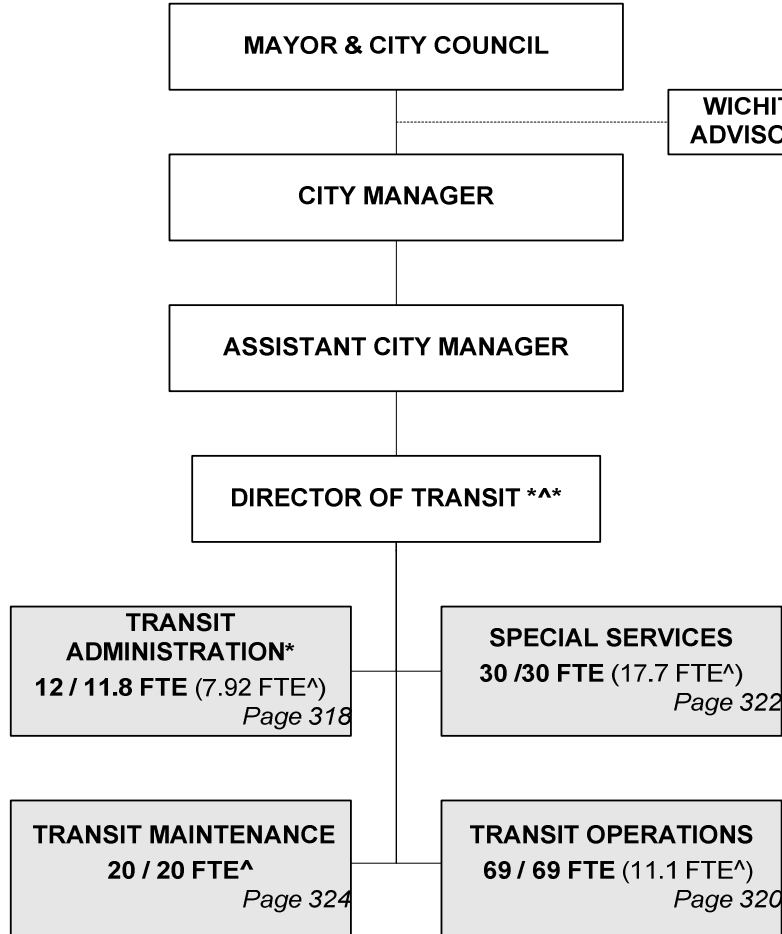 MAYOR & CITY COUNCIL
ADVISO
CITY MANAGER
ASSISTANT CITY MANAGER
DIRECTOR OF TRANSIT *^*
TRANSIT
ADMINISTRATION*
12 / 11.8 FTE (7.92 FTE^)
Page 318
SPECIAL SERVICES
30 /30 FTE (17.7 FTE^)
Page 322
TRANSIT MAINTENANCE
20 / 20 FTE^
Page 324
TRANSIT OPERATIONS
69 / 69 FTE (11.1 FTE^)
Page 320